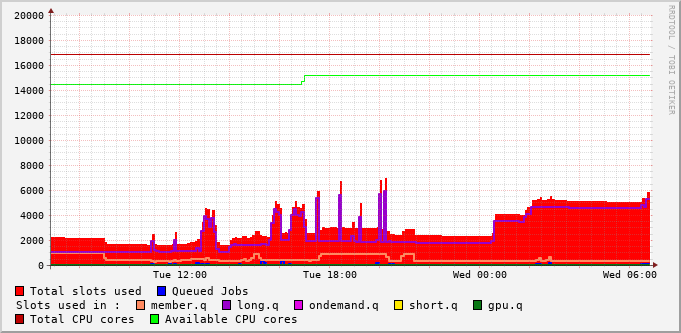 20000
18000
16000
14000
12000
10000
8000
6000
4000
2000
0
Tue 12:00 Tue 18:00 Wed 00:00 Wed 06:00
Total slots used Queued Jobs
Slots used in : member.q long.q ondemand.q short.q gpu.q
Total CPU cores Available CPU cores
RRDTOOL / TOBI OETIKER